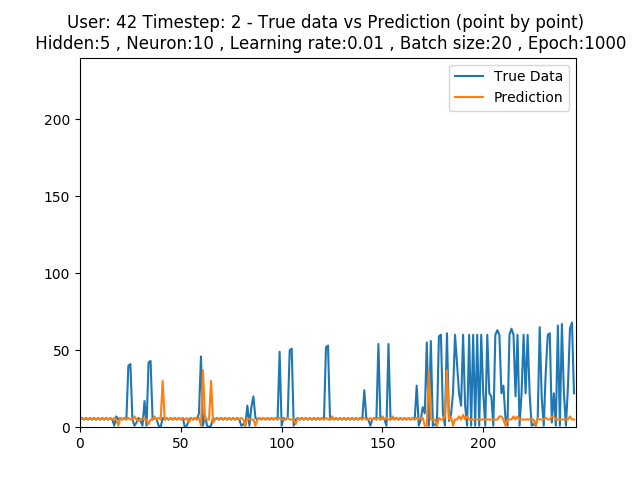 User: 42 Timestep: 2 - True data vs Prediction (point by point)
Hidden:5 , Neuron:10 , Learning rate:0.01 , Batch size:20 , Epoch:1000
True Data
Prediction
200
150
100
50
0
0 50 100 150 200